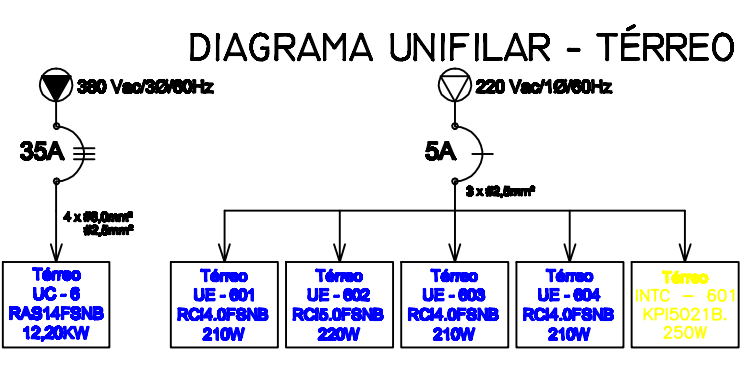 DIAGRAMA UNIFILAR - TÉRREO
380 Vac/3Ø/60Hz
220 Vac/1Ø/60Hz
35A
5A
4 x #6,0mm²
#2,5mm²
3 x #2,5mm²
Térreo
UC - 6
RAS14FSNB
12,20KW
Térreo
UE - 601
RCI4.0FSNB
210W
Térreo
UE - 602
RCI5.0FSNB
220W
Térreo
UE - 603
RCI4.0FSNB
210W
Térreo
UE - 604
RCI4.0FSNB
210W
Térreo
INTC - 601
KPI5021B.
250W